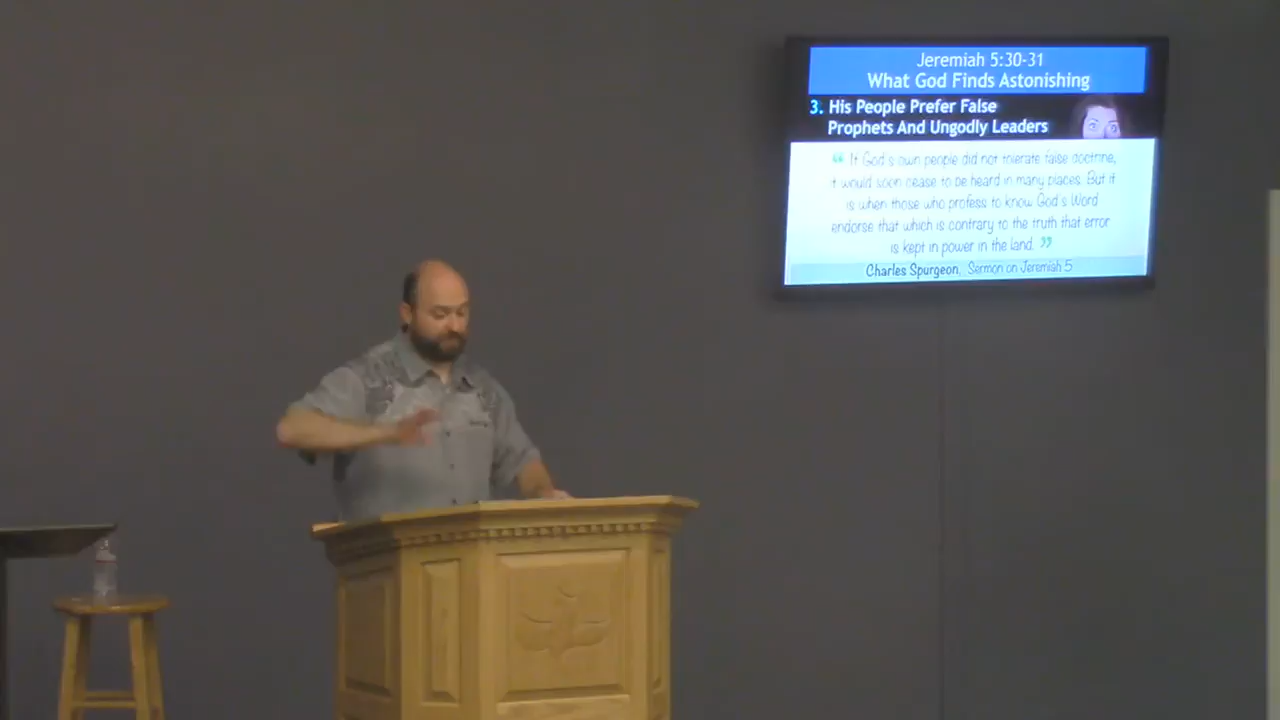 Jeremiah 5:30-31
What God Finds Astonishing
3. His People Prefer False
Prophets And Ungodly Leaders
“ If God's own people did not tolerate false doctrine,
it would soon cease to be heard in many places. But it
is when those who profess to know God's Word
endorse that which is contrary to the truth that error
is kept in power in the land. ”
Charles Spurgeon, Sermon on Jeremiah 5